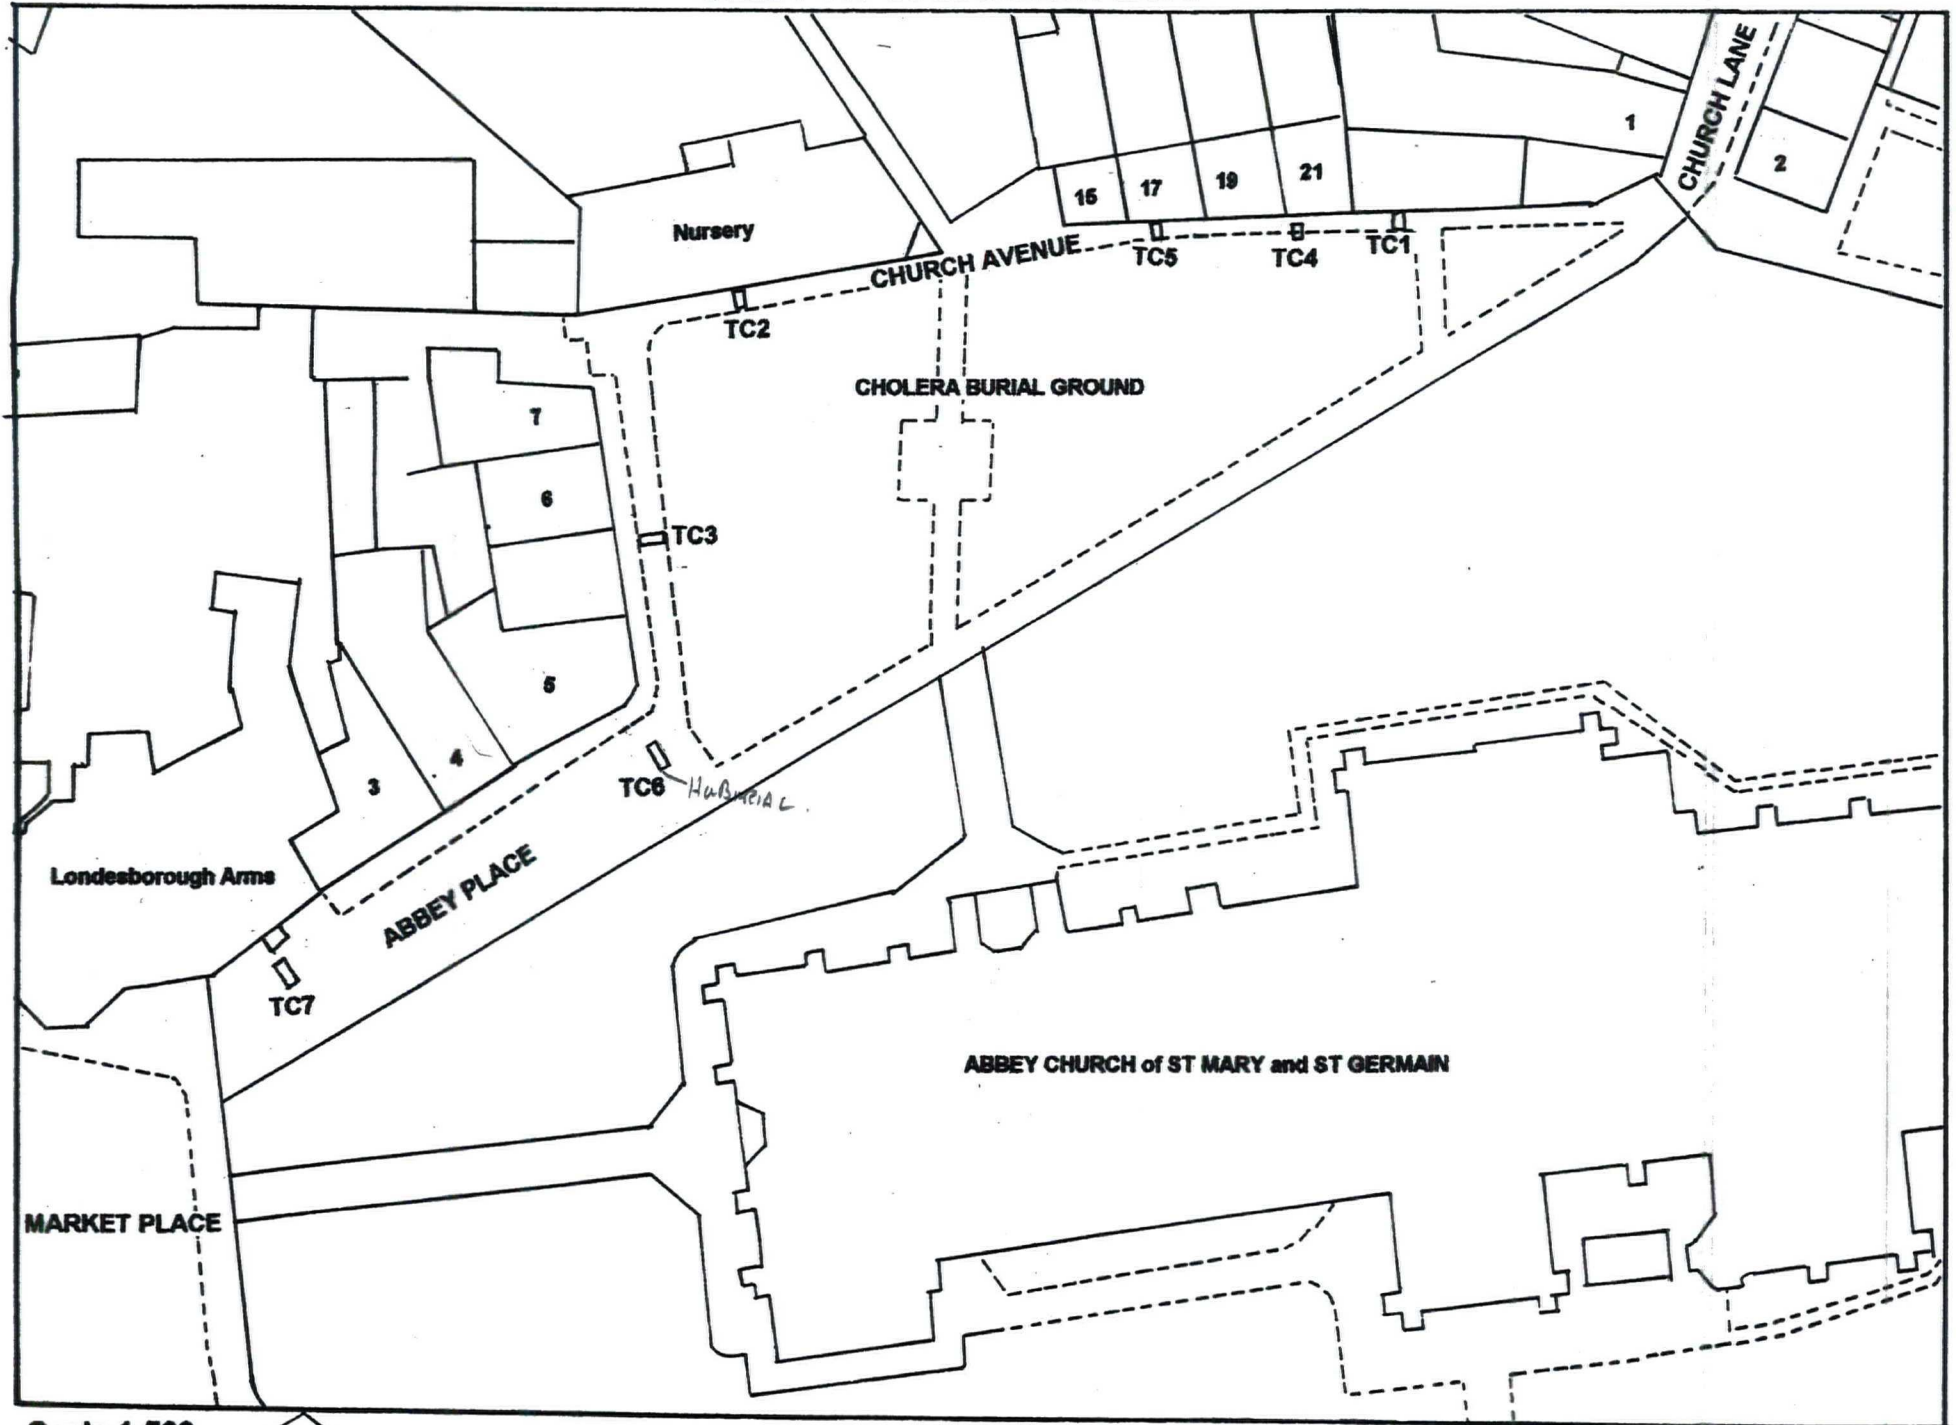 CHURCH LANE
1
2
15
17
19
21
Nursery
CHURCH AVENUE
TC5
TC4
TC1
TC2
CHOLERA BURIAL GROUND
7
6
TC3
5
4
3
TC6
HUBURIAL
Londesborough Arms
ABBEY PLACE
TC7
ABBEY CHURCH of ST MARY and ST GERMAIN
MARKET PLACE